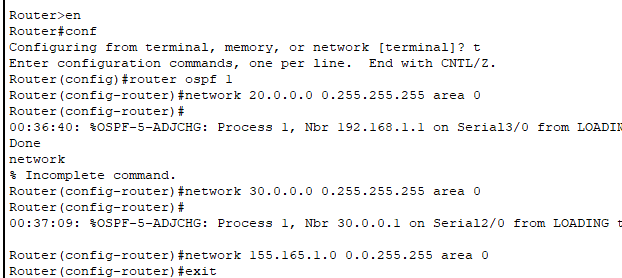 Router>en
Router#conf
Configuring from terminal, memory, or network [terminal]? t
Enter configuration commands, one per line.  End with CNTL/Z.
Router(config)#router ospf 1
Router(config-router)#network 20.0.0.0 0.255.255.255 area 0
Router(config-router)#
00:36:40: %OSPF-5-ADJCHG: Process 1, Nbr 192.168.1.1 on Serial3/0 from LOADIN
Done
network
% Incomplete command.
Router(config-router)#network 30.0.0.0 0.255.255.255 area 0
Router(config-router)#
00:37:09: %OSPF-5-ADJCHG: Process 1, Nbr 30.0.0.1 on Serial2/0 from LOADING t
Router(config-router)#network 155.165.1.0 0.0.255.255 area 0
Router(config-router)#exit